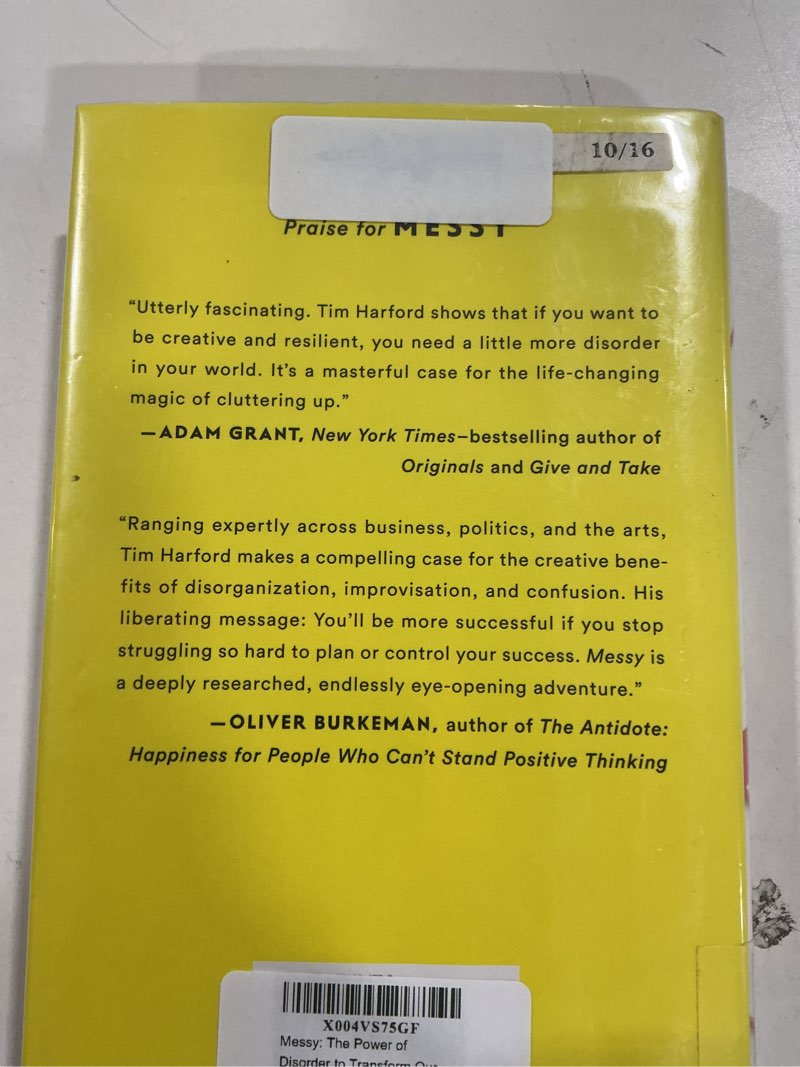 10/16
Praise for MESSY
“Utterly fascinating. Tim Harford shows that if you want to
be creative and resilient, you need a little more disorder
in your world. It’s a masterful case for the life-changing
magic of cluttering up.”
—ADAM GRANT, New York Times–bestselling author of
Originals and Give and Take
“Ranging expertly across business, politics, and the arts,
Tim Harford makes a compelling case for the creative bene-
fits of disorganization, improvisation, and confusion. His
liberating message: You’ll be more successful if you stop
struggling so hard to plan or control your success. Messy is
a deeply researched, endlessly eye-opening adventure.”
—OLIVER BURKEMAN, author of The Antidote:
Happiness for People Who Can’t Stand Positive Thinking
X004VS75GF
Messy: The Power of
Disorder to Transform Our